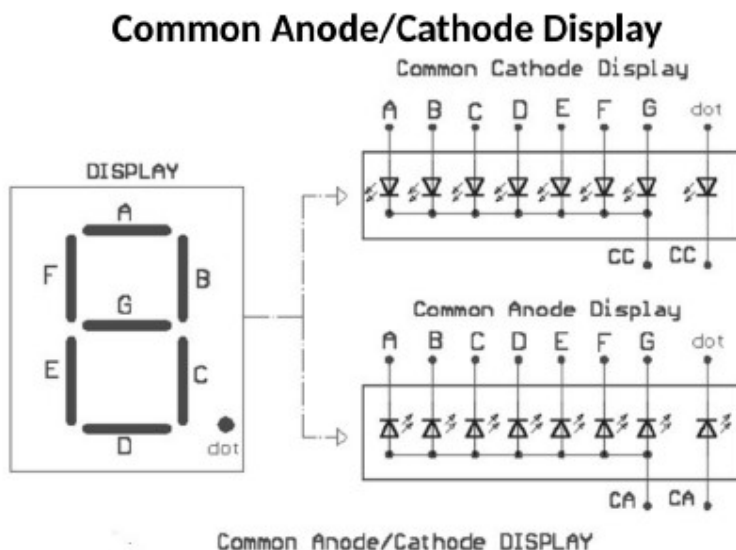 Common Anode/Cathode Display
Common Cathode Display
A B C D E F G dot
CC CC
DISPLAY
A
F
B
G
E
C
D
dot
Common Anode Display
A B C D E F G dot
CA CA
Common Anode/Cathode DISPLAY